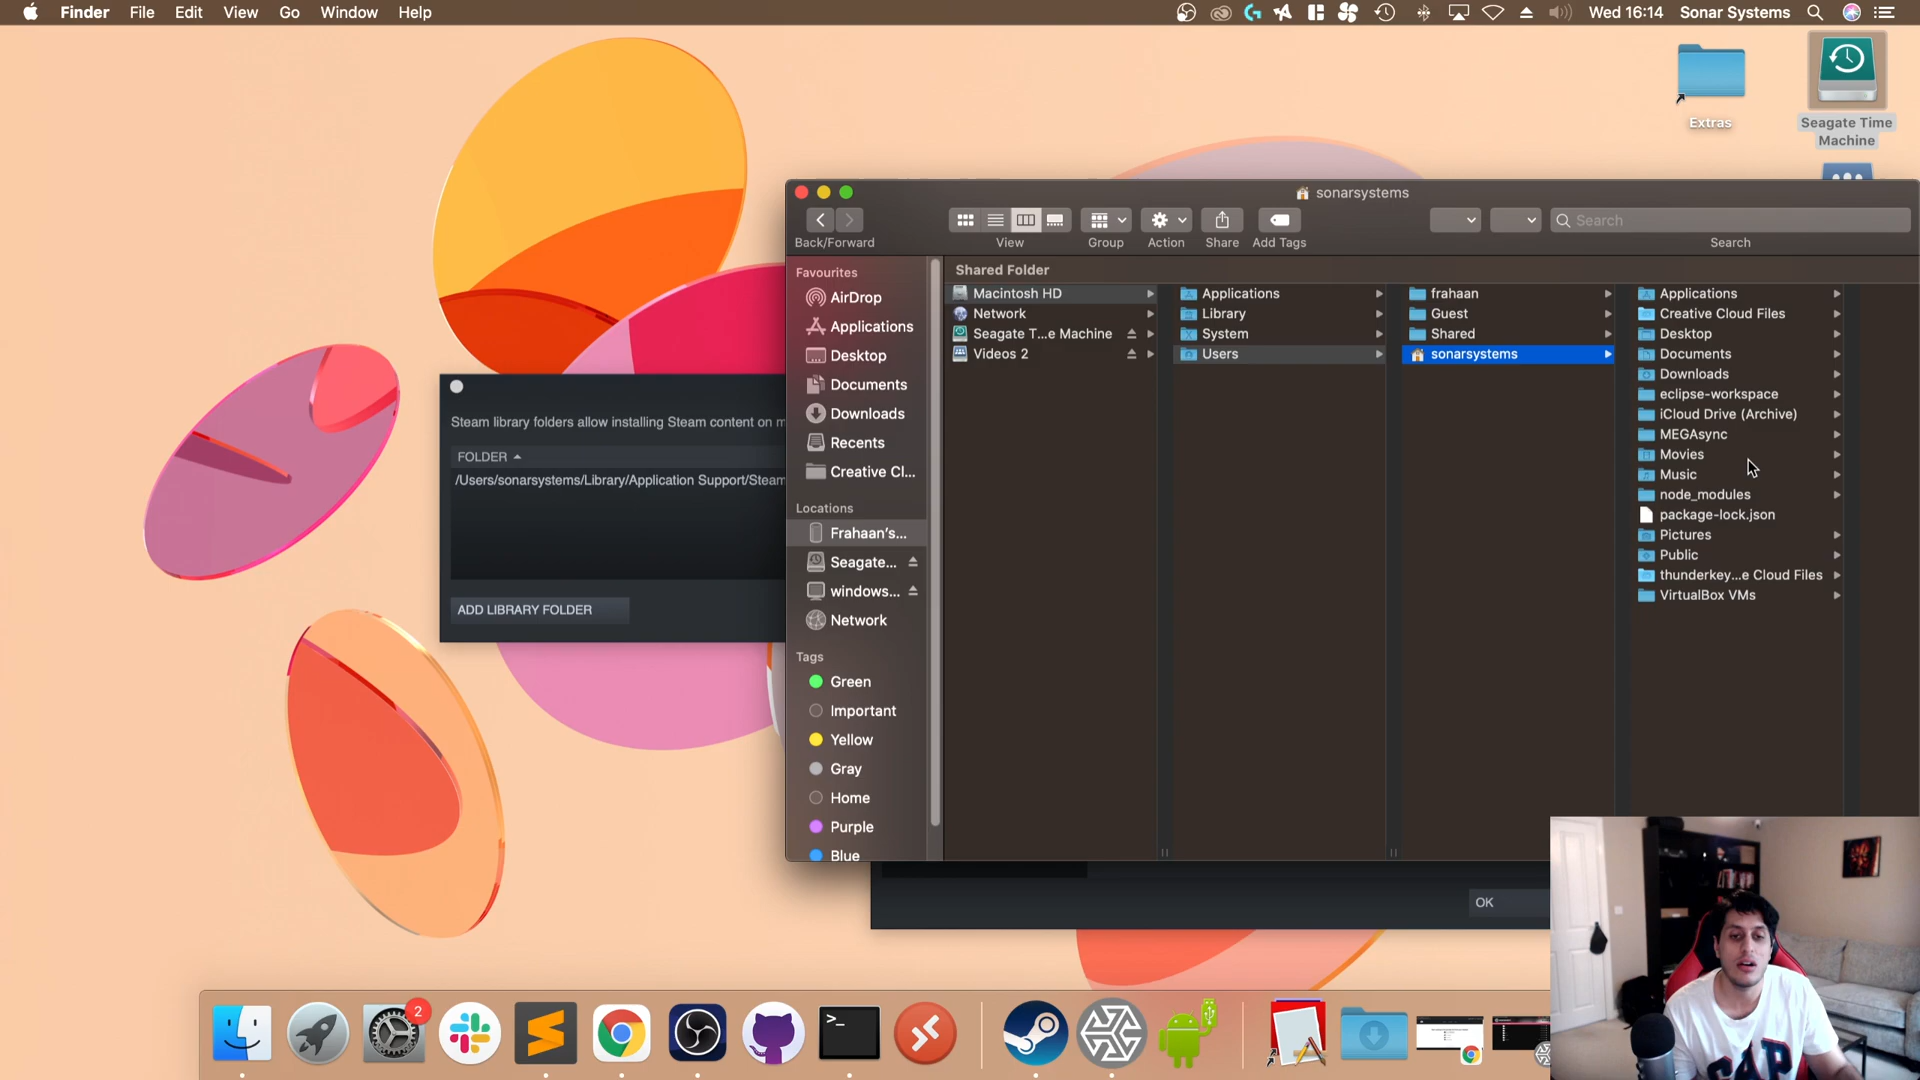 Finder File Edit View Go Window Help
Wed 16:14 Sonar Systems
Extras
Seagate Time
Machine
sonarsystems
Search
Back/Forward View Group Action Share Add Tags Search
Favourites
AirDrop
Applications
Desktop
Documents
Downloads
Recents
Creative Cl...
Locations
Frahaan's...
Seagate...
windows...
Network
Tags
Green
Important
Yellow
Gray
Home
Purple
Blue
Shared Folder
Macintosh HD
Network
Seagate T...e Machine
Videos 2
Applications
Library
System
Users
frahaan
Guest
Shared
sonarsystems
Applications
Creative Cloud Files
Desktop
Documents
Downloads
eclipse-workspace
iCloud Drive (Archive)
MEGAsync
Movies
Music
node_modules
package-lock.json
Pictures
Public
thunderkey...e Cloud Files
VirtualBox VMs
Steam library folders allow installing Steam content on m
FOLDER
/Users/sonarsystems/Library/Application Support/Steam
ADD LIBRARY FOLDER
OK
2
>_